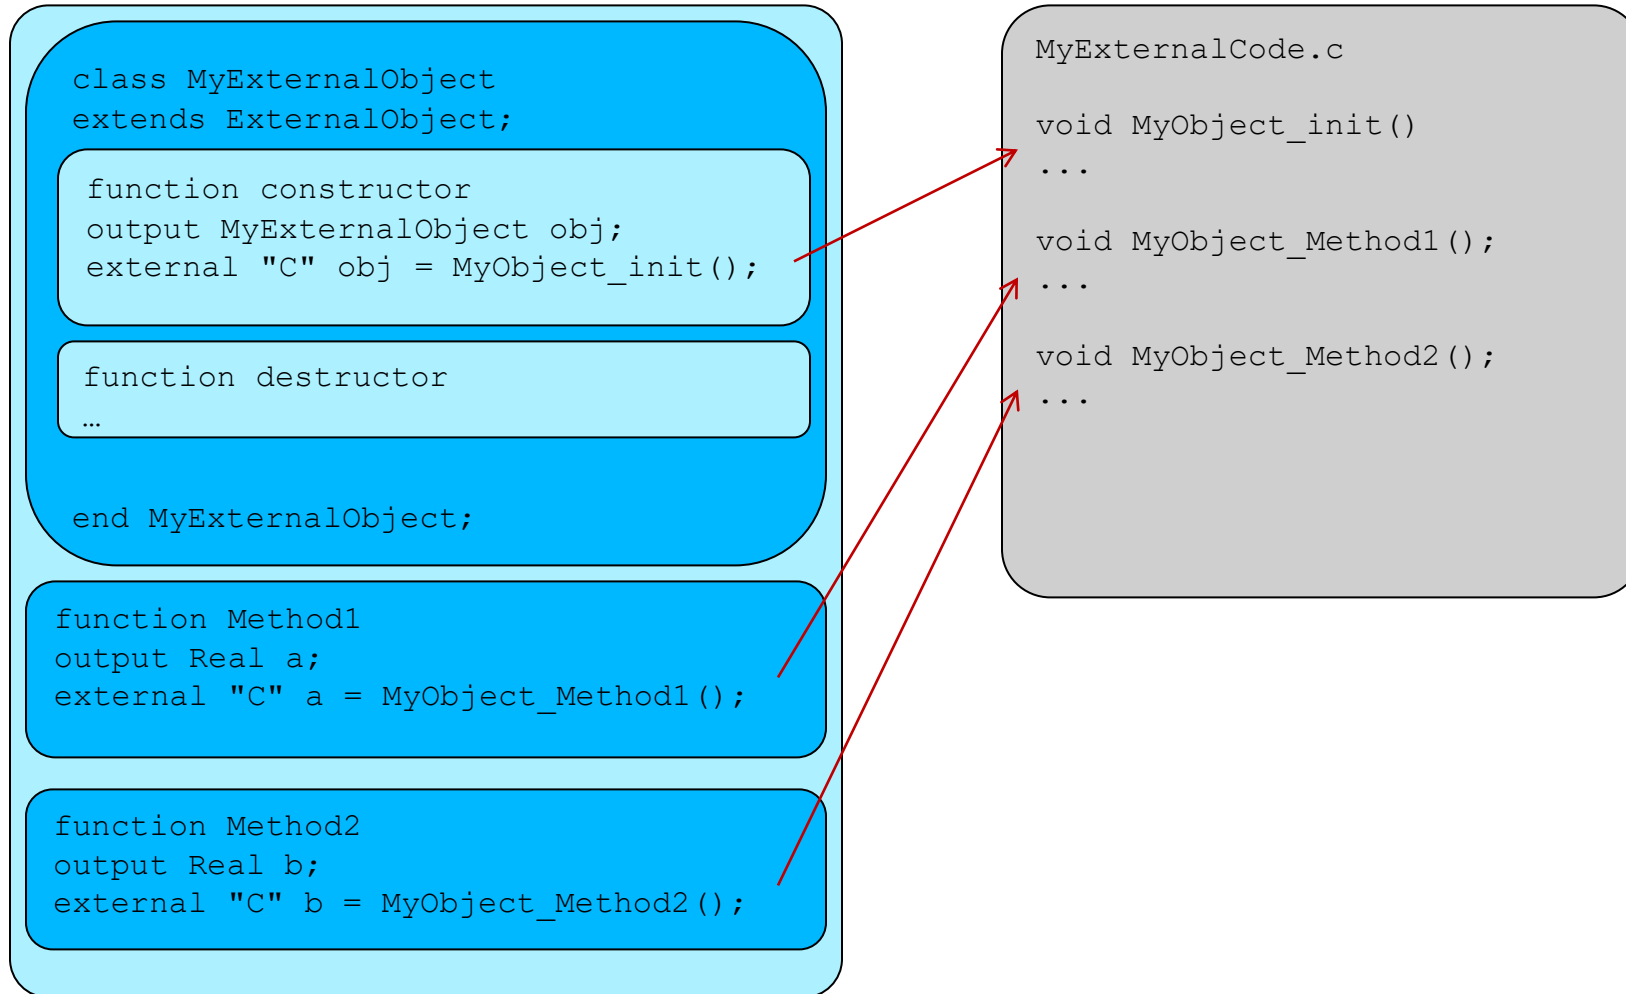 class MyExternalObject
extends ExternalObject;
function constructor
output MyExternalObject obj;
external "C" obj = MyObject_init();
function destructor
…
end MyExternalObject;
function Method1
output Real a;
external "C" a = MyObject_Method1();
function Method2
output Real b;
external "C" b = MyObject_Method2();
MyExternalCode.c
void MyObject_init()
...
void MyObject_Method1();
...
void MyObject_Method2();
...